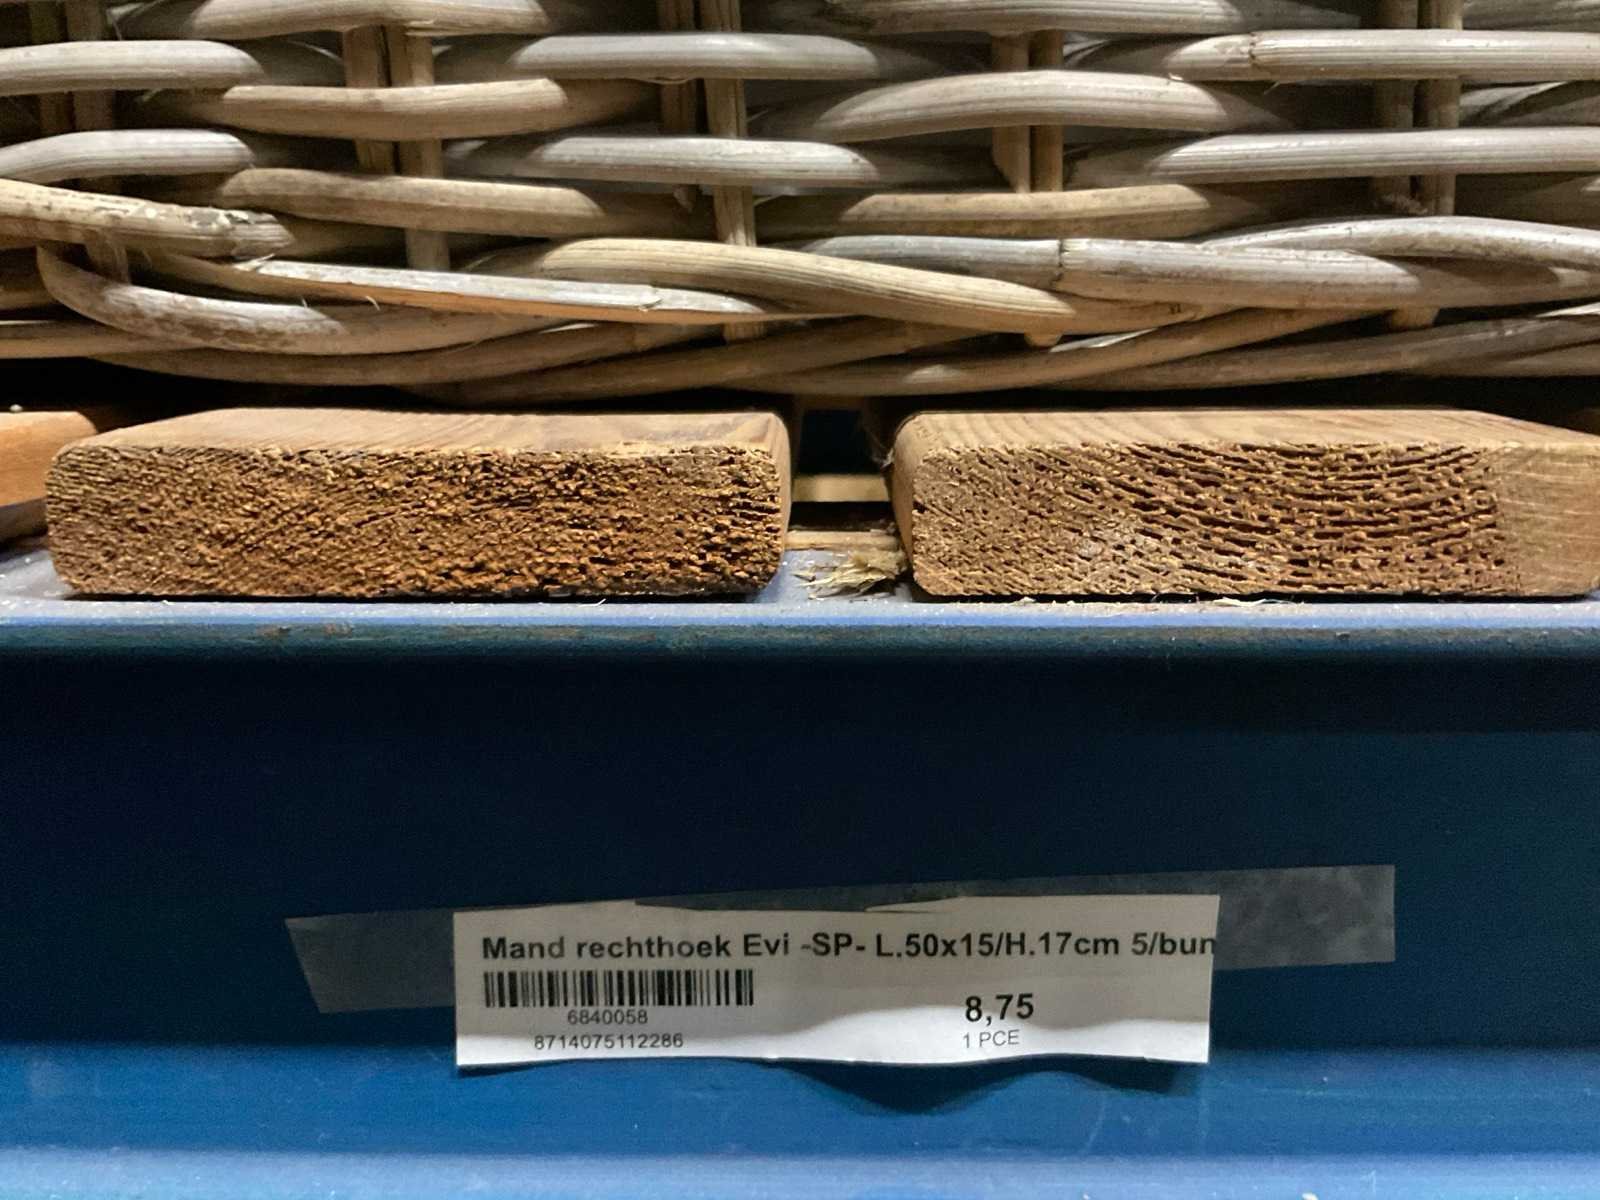 Mand rechthoek Evi -SP- L.50x15/H.17cm 5/bun
6840058
8,75
8714075112286
1 PCE